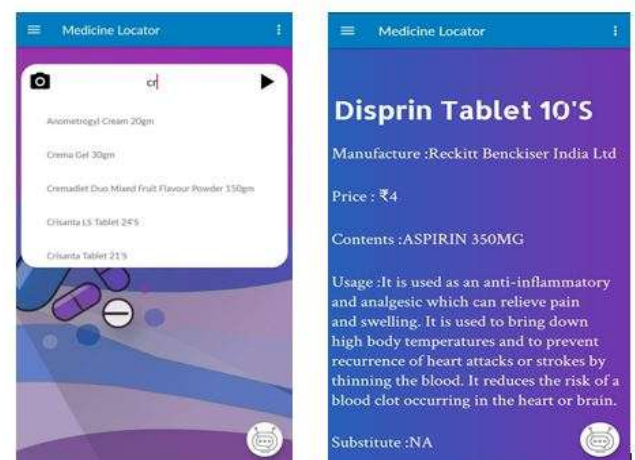 Medicine Locator
cr
Anometrogyl Cream 20gm
Crema Gel 30gm
Cremadiet Duo Mixed Fruit Flavour Powder 150gm
Crisanta LS Tablet 24'S
Crisanta Tablet 21'S
Medicine Locator
Disprin Tablet 10'S
Manufacture :Reckitt Benckiser India Ltd
Price : ₹4
Contents :ASPIRIN 350MG
Usage :It is used as an anti-inflammatory
and analgesic which can relieve pain
and swelling. It is used to bring down
high body temperatures and to prevent
recurrence of heart attacks or strokes by
thinning the blood. It reduces the risk of a
blood clot occurring in the heart or brain.
Substitute :NA